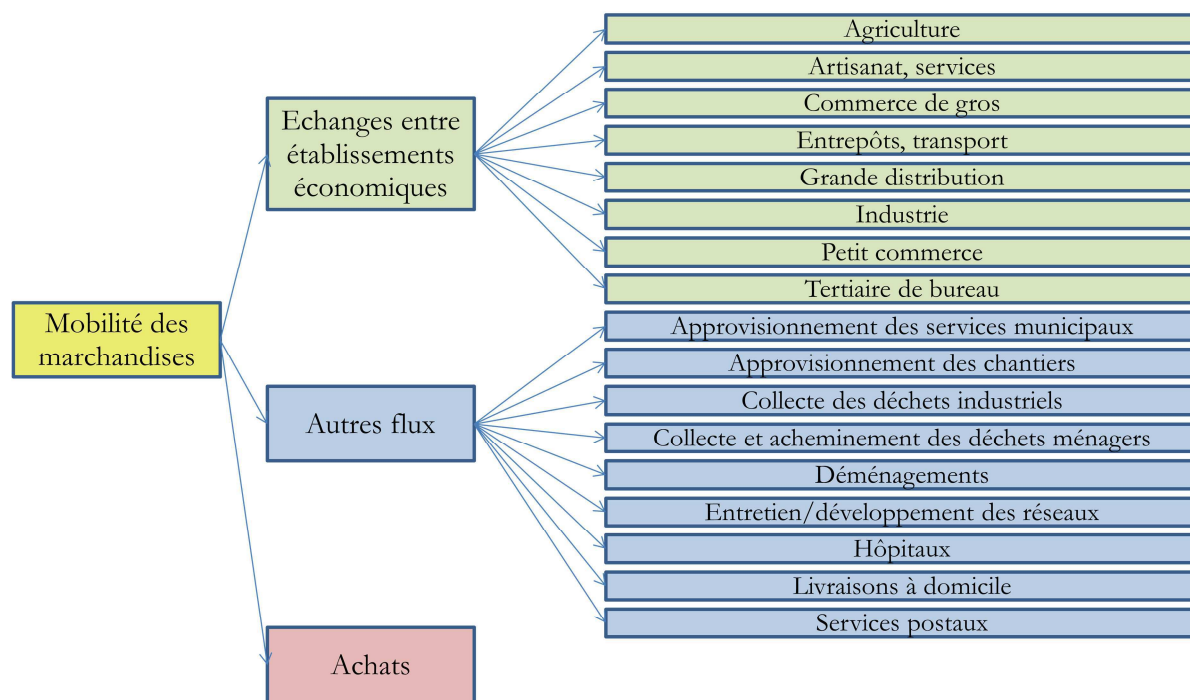 Mobilité des
marchandises
Echanges entre
établissements
économiques
Agriculture
Artisanat, services
Commerce de gros
Entrepôts, transport
Grande distribution
Industrie
Petit commerce
Tertiaire de bureau
Autres flux
Approvisionnement des services municipaux
Approvisionnement des chantiers
Collecte des déchets industriels
Collecte et acheminement des déchets ménagers
Déménagements
Entretien/développement des réseaux
Hôpitaux
Livraisons à domicile
Services postaux
Achats